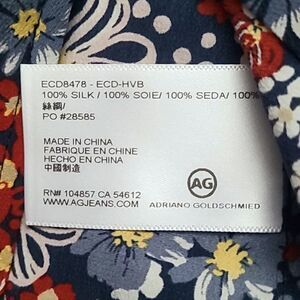 ECD8478 - ECD-HVB
100% SILK / 100% SOIE/ 100% SEDA/ 100%
絲綢/
PO #28585
MADE IN CHINA
FABRIQUE EN CHINE
HECHO EN CHINA
中國制造
RN# 104857 CA 54612
WWW.AGJEANS.COM
AG
ADRIANO GOLDSCHMIED